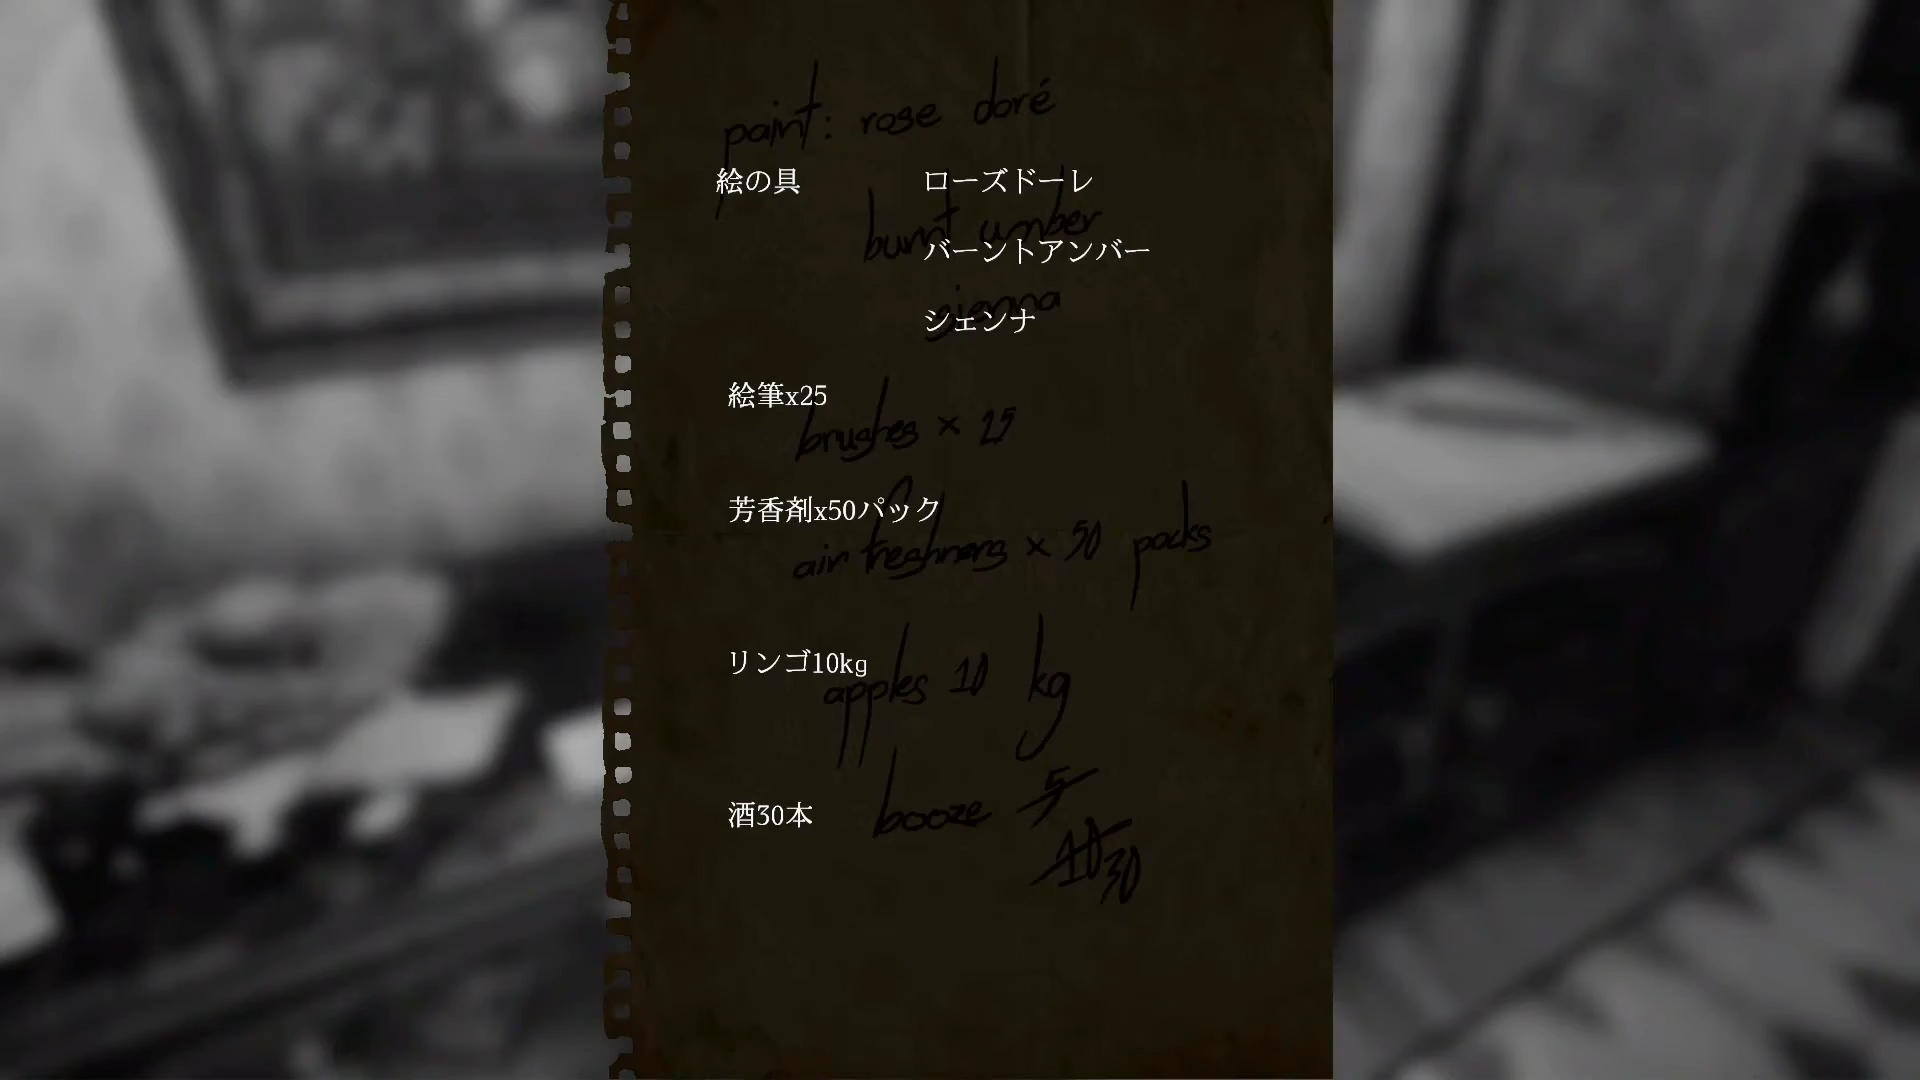 paint: rose doré
絵の具 ローズドーレ
burnt umber
バーントアンバー
sienna
シェンナ
絵筆x25
brushes x 25
芳香剤x50パック
air freshners x 50 packs
リンゴ10kg
apples 10 kg
酒30本 booze 5
10 30